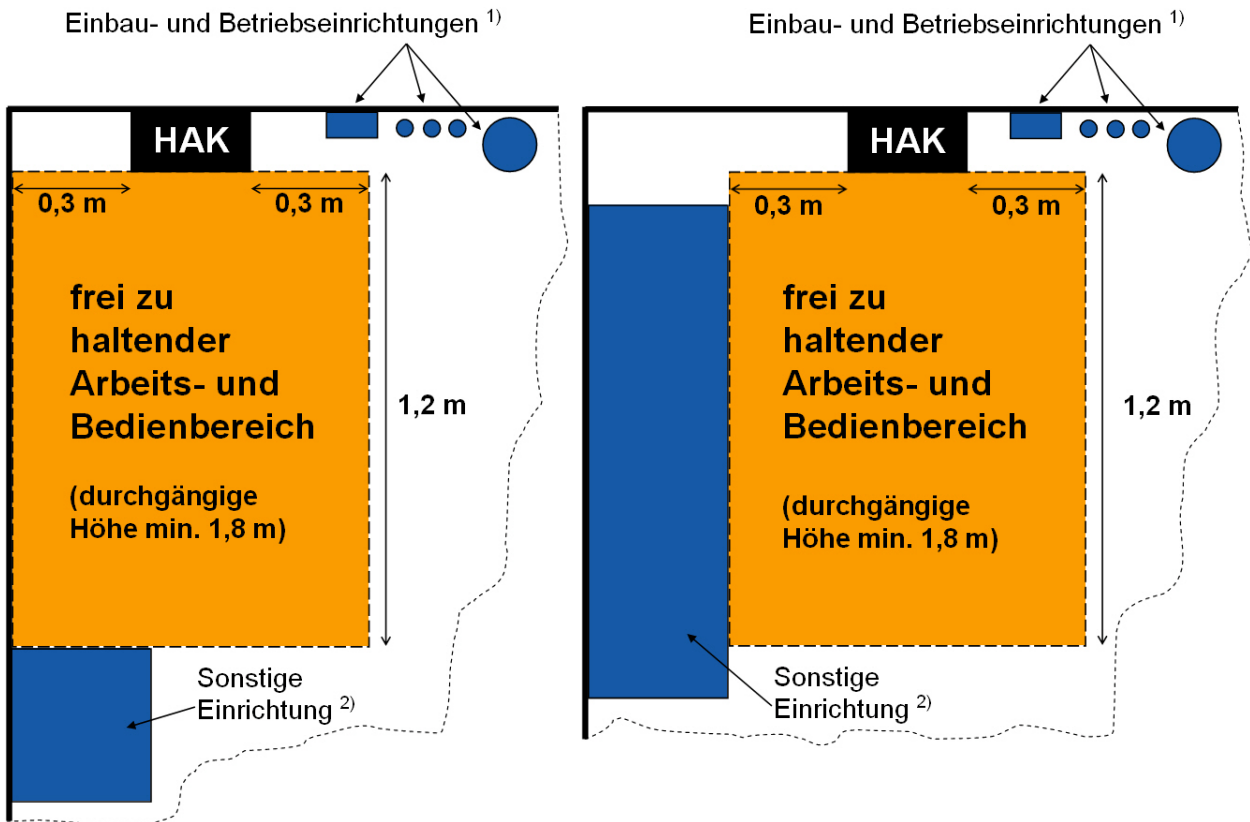 Einbau- und Betriebseinrichtungen 1)
HAK
0,3 m
0,3 m
frei zu
haltender
Arbeits- und
Bedienbereich
(durchgängige
Höhe min. 1,8 m)
1,2 m
Sonstige
Einrichtung 2)
Einbau- und Betriebseinrichtungen 1)
HAK
0,3 m
0,3 m
frei zu
haltender
Arbeits- und
Bedienbereich
(durchgängige
Höhe min. 1,8 m)
1,2 m
Sonstige
Einrichtung 2)